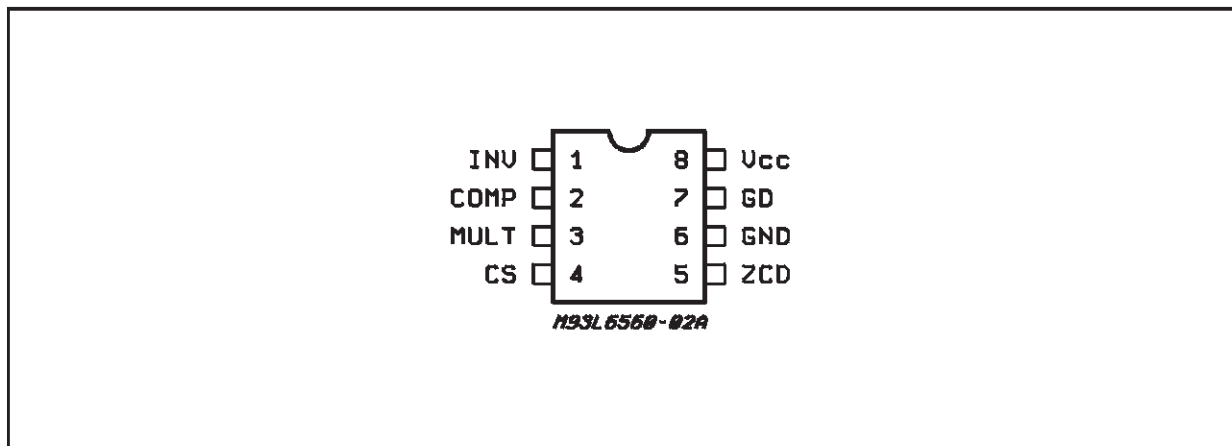 INV 1 8 Vcc
COMP 2 7 GD
MULT 3 6 GND
CS 4 5 ZCD
M93L6560-02A